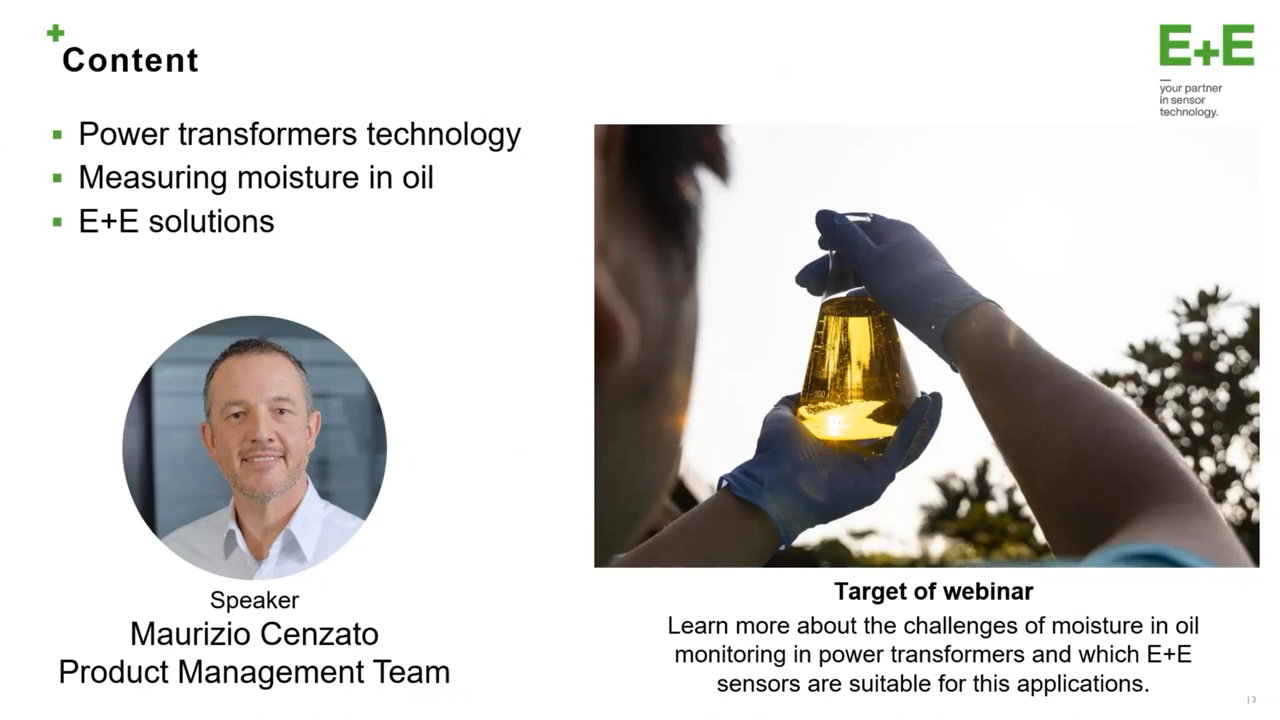 Content
E+E
your partner
in sensor
technology.
Power transformers technology
Measuring moisture in oil
E+E solutions
Speaker
Maurizio Cenzato
Product Management Team
Target of webinar
Learn more about the challenges of moisture in oil
monitoring in power transformers and which E+E
sensors are suitable for this applications.
| 3